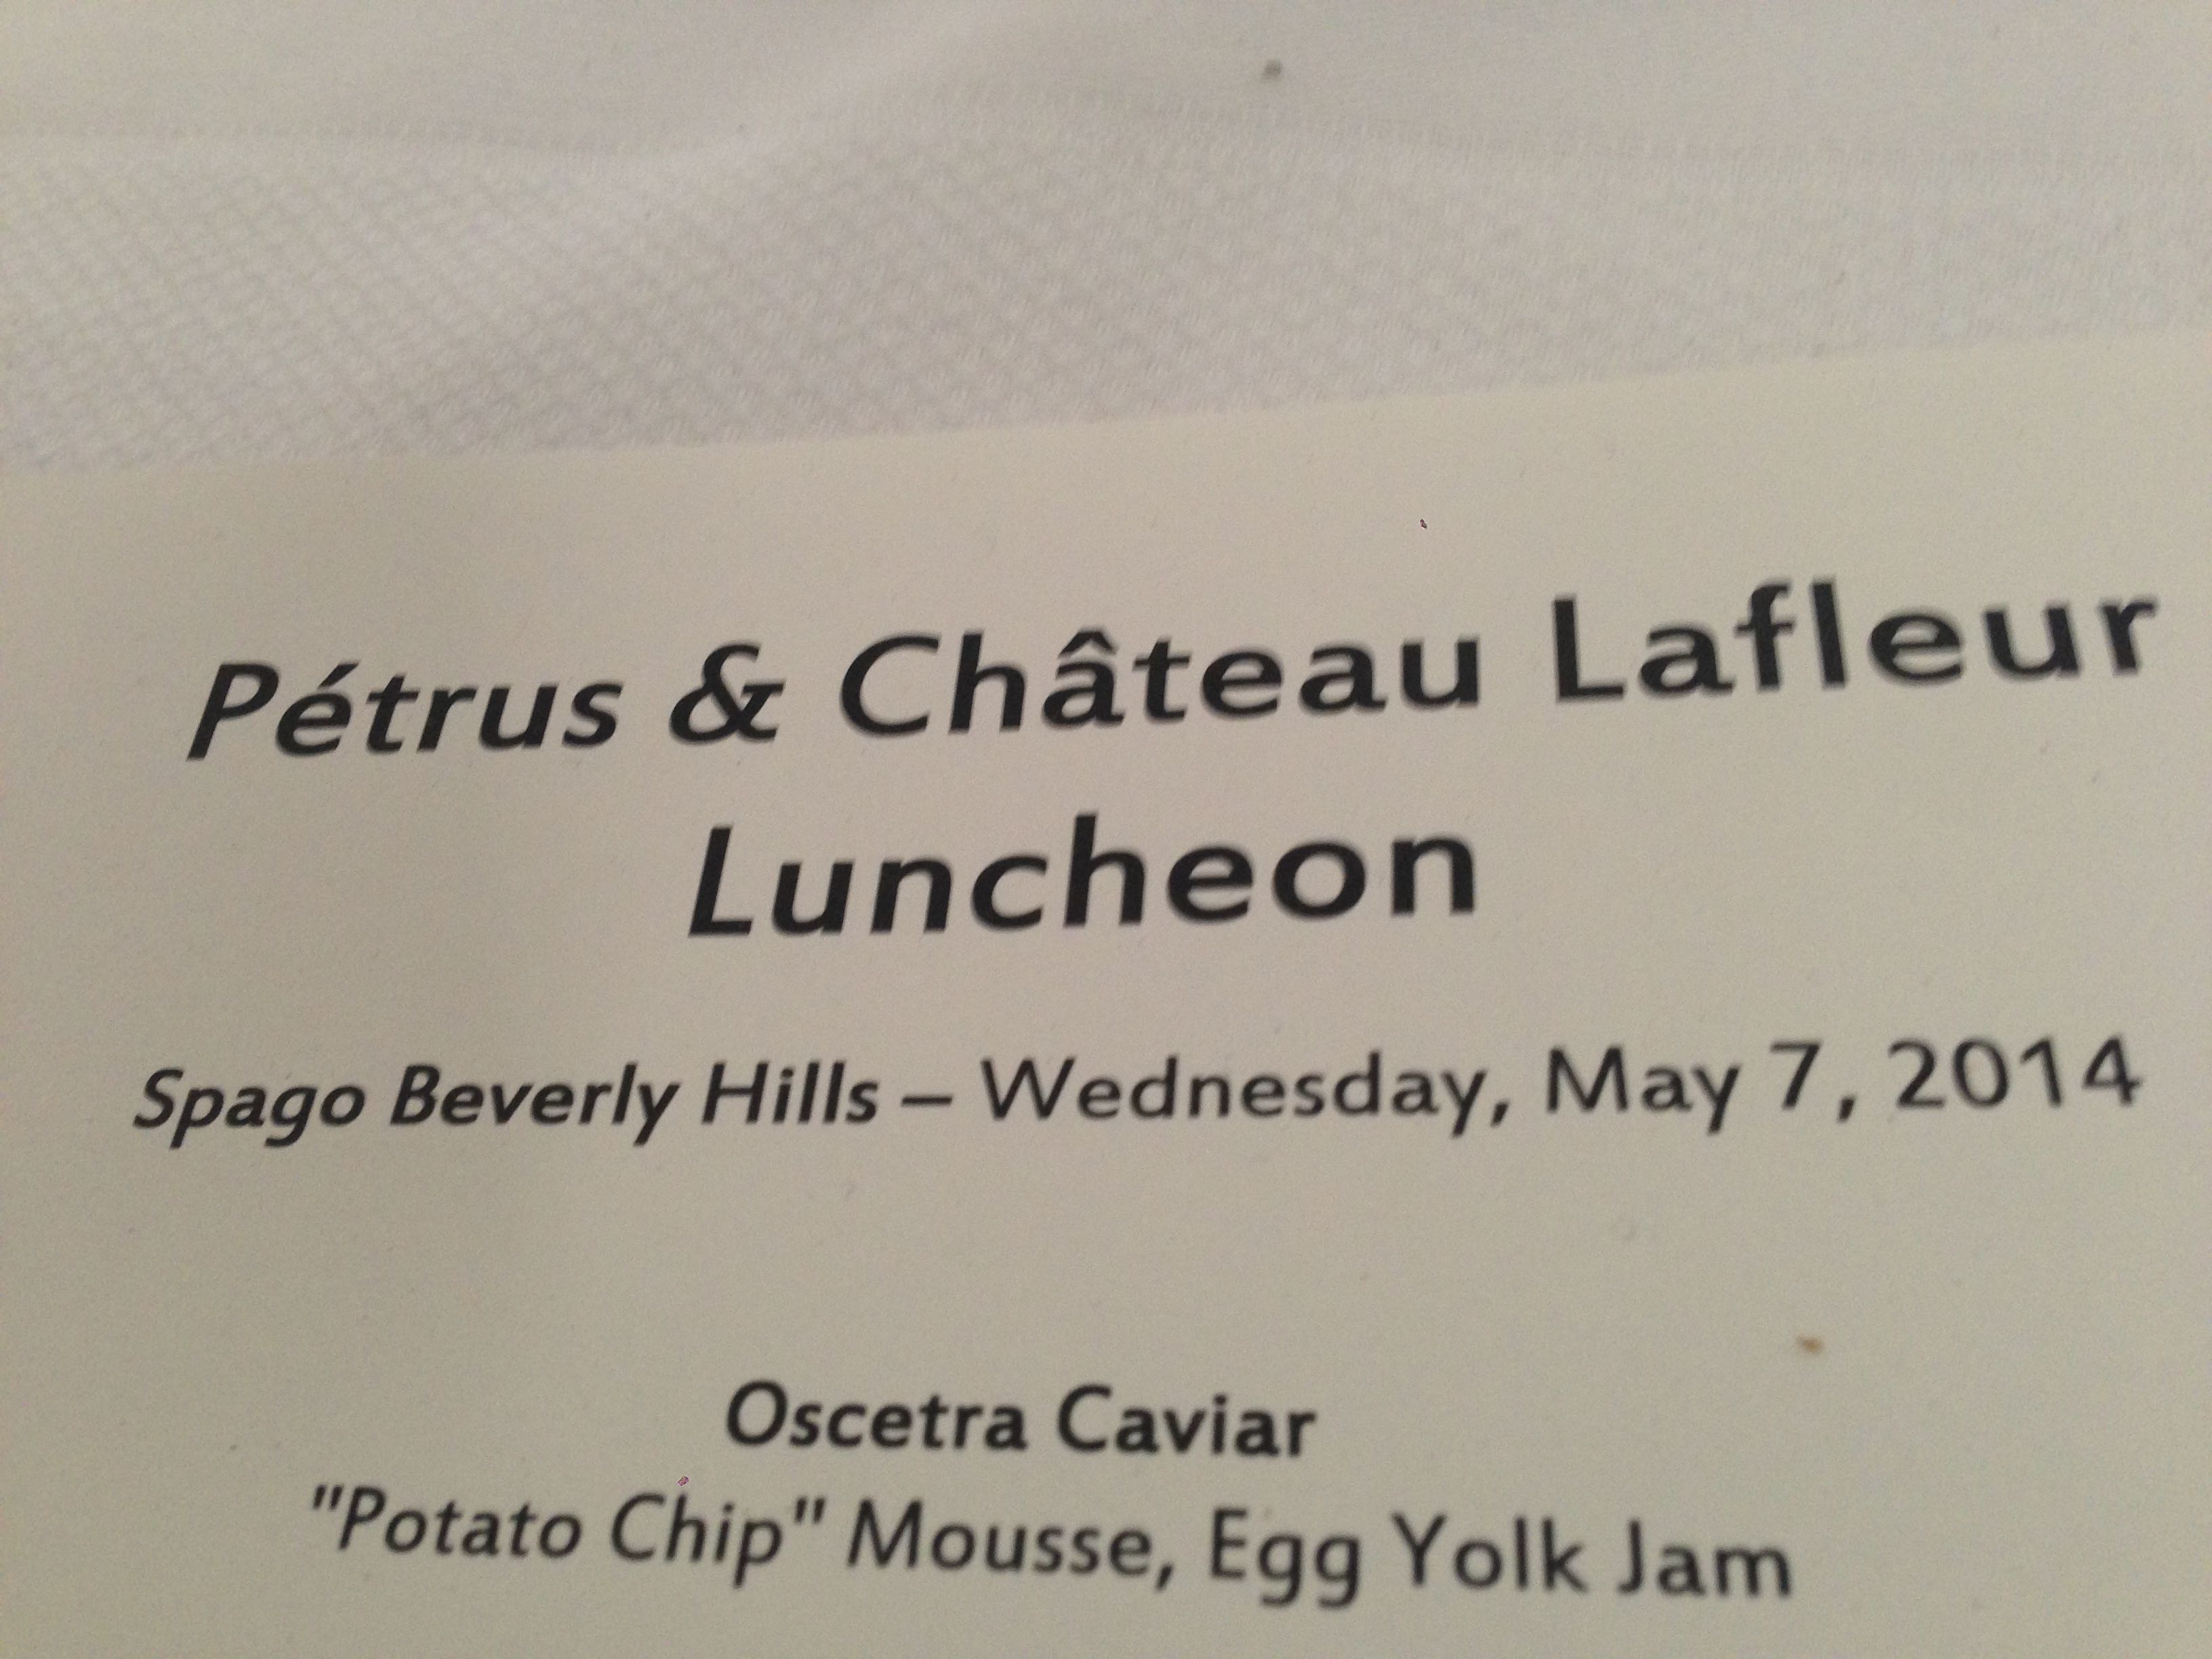 Pétrus & Château Lafleur
Luncheon
Spago Beverly Hills – Wednesday, May 7, 2014
Oscetra Caviar
"Potato Chip" Mousse, Egg Yolk Jam